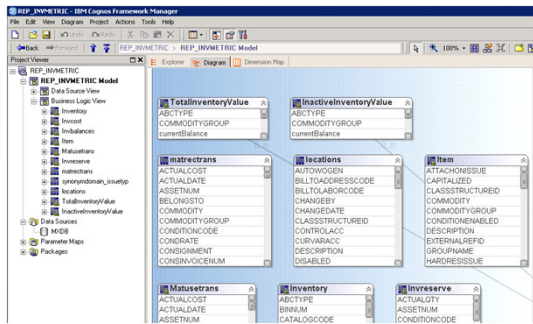 REP_INVMETRIC - IBM Cognos Framework Manager
File Edit View Diagram Project Actions Tools Help
Undo Redo
Back Forward REP_INVMETRIC > REP_INVMETRIC Model 100%
Project Viewer
Explorer Diagram Dimension Map
REP_INVMETRIC
REP_INVMETRIC Model
Data Source View
Business Logic View
Inventory
Invcost
Invbalances
Item
Matusetrans
Invreserve
matrectrans
synonymdomain_issuetyp
locations
TotalInventoryValue
InactiveInventoryValue
Data Sources
MXDB
Parameter Maps
Packages
TotalInventoryValue
ABCTYPE
COMMODITYGROUP
currentBalance
InactiveInventoryValue
ABCTYPE
COMMODITYGROUP
currentBalance
matrectrans
ACTUALCOST
ACTUALDATE
ASSETNUM
BELONGSTO
COMMODITY
COMMODITYGROUP
CONDITIONCODE
CONDRATE
CONSIGNMENT
CONSINVOICENUM
locations
AUTOWOGEN
BILLTOADDRESSCODE
BILLTOLABORCODE
CHANGEBY
CHANGEDATE
CLASSSTRUCTUREID
CONTROLACC
CURVARACC
DESCRIPTION
DISABLED
Item
ATTACHONISSUE
CAPITALIZED
CLASSSTRUCTUREID
COMMODITY
COMMODITYGROUP
CONDITIONENABLED
DESCRIPTION
EXTERNALREFID
GROUPNAME
HARDRESISSUE
Matusetrans
ACTUALCOST
ACTUALDATE
ASSETNUM
Inventory
ABCTYPE
BINNUM
CATALOGCODE
Invreserve
ACTUALQTY
ASSETNUM
CONDITIONCODE